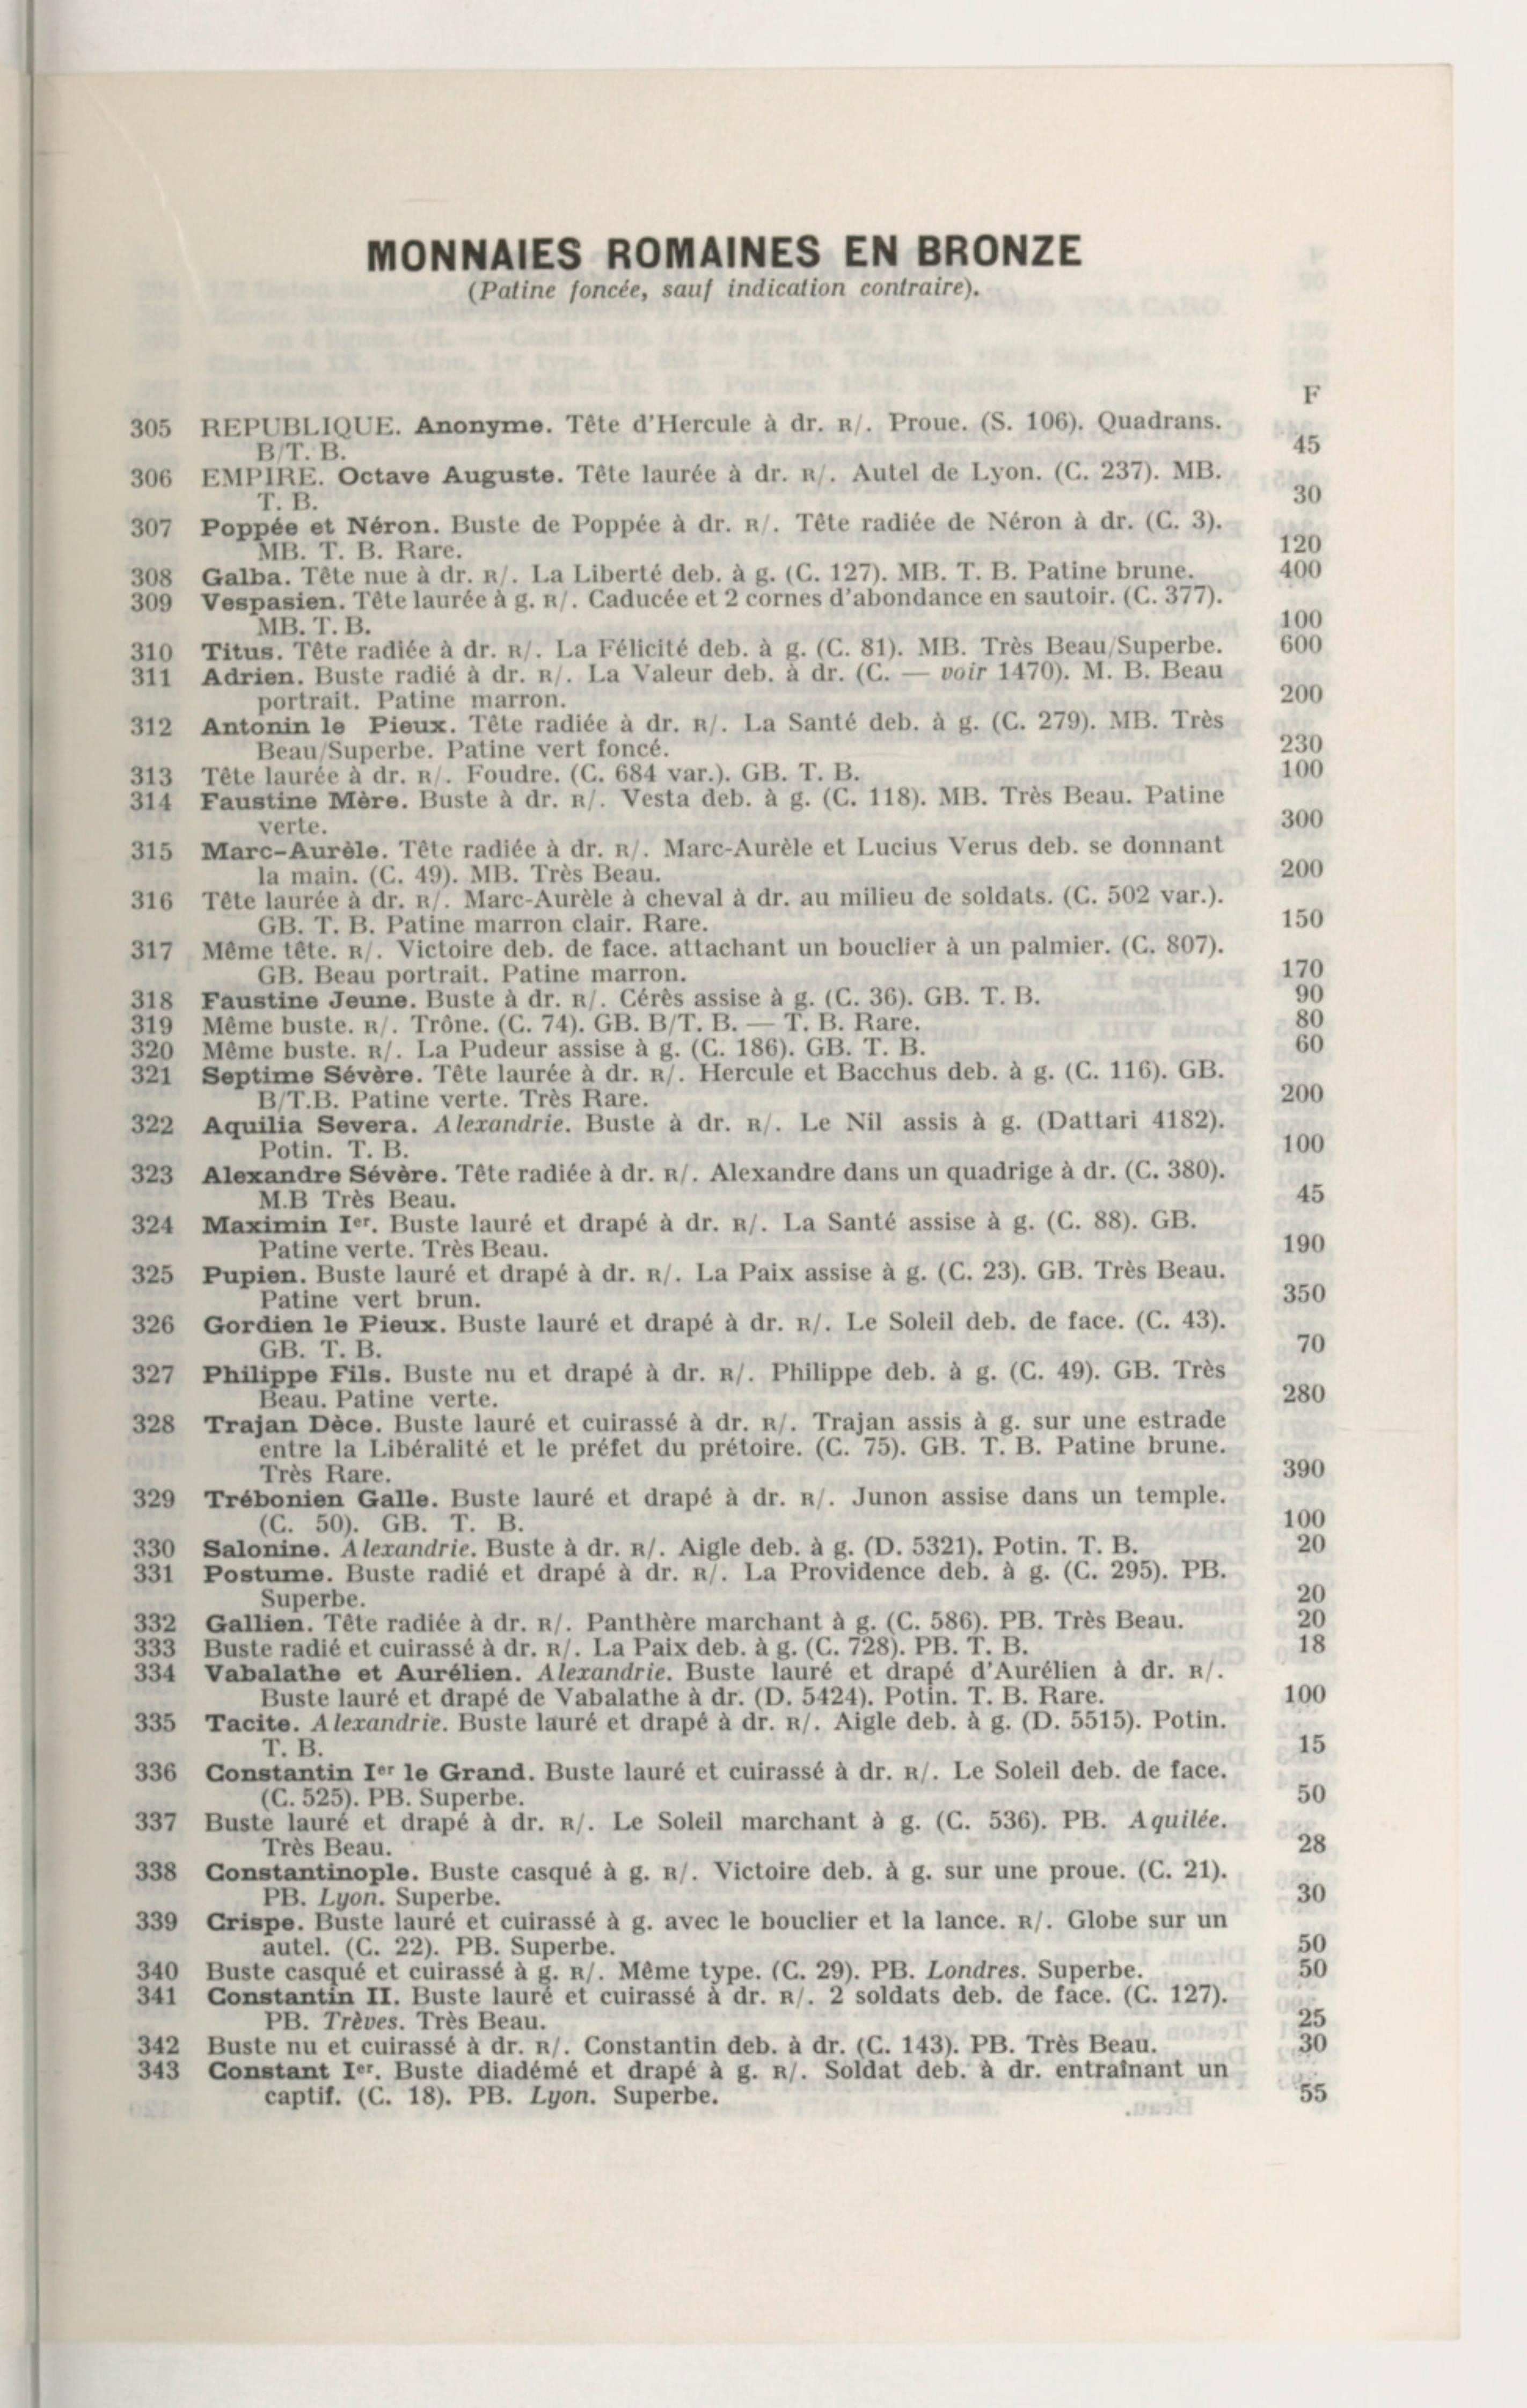 MONNAIES ROMAINES EN BRONZE
(Patine foncée, sauf indication contraire).
F
305 REPUBLIQUE. Anonyme. Tête d'Hercule à dr. R/. Proue. (S. 106). Quadrans.
B/T. B. 45
306 EMPIRE. Octave Auguste. Tête laurée à dr. R/. Autel de Lyon. (C. 237). MB.
T. B. 30
307 Poppée et Néron. Buste de Poppée à dr. R/. Tête radiée de Néron à dr. (C. 3).
MB. T. B. Rare. 120
308 Galba. Tête nue à dr. R/. La Liberté deb. à g. (C. 127). MB. T. B. Patine brune. 400
309 Vespasien. Tête laurée à g. R/. Caducée et 2 cornes d'abondance en sautoir. (C. 377).
MB. T. B. 100
310 Titus. Tête radiée à dr. R/. La Félicité deb. à g. (C. 81). MB. Très Beau/Superbe. 600
311 Adrien. Buste radié à dr. R/. La Valeur deb. à dr. (C. — voir 1470). M. B. Beau
portrait. Patine marron. 200
312 Antonin le Pieux. Tête radiée à dr. R/. La Santé deb. à g. (C. 279). MB. Très
Beau/Superbe. Patine vert foncé. 230
313 Tête laurée à dr. R/. Foudre. (C. 684 var.). GB. T. B. 100
314 Faustine Mère. Buste à dr. R/. Vesta deb. à g. (C. 118). MB. Très Beau. Patine
verte. 300
315 Marc-Aurèle. Tête radiée à dr. R/. Marc-Aurèle et Lucius Verus deb. se donnant
la main. (C. 49). MB. Très Beau. 200
316 Tête laurée à dr. R/. Marc-Aurèle à cheval à dr. au milieu de soldats. (C. 502 var.).
GB. T. B. Patine marron clair. Rare. 150
317 Même tête. R/. Victoire deb. de face. attachant un bouclier à un palmier. (C. 807).
GB. Beau portrait. Patine marron. 170
318 Faustine Jeune. Buste à dr. R/. Cérès assise à g. (C. 36). GB. T. B. 90
319 Même buste. R/. Trône. (C. 74). GB. B/T. B. — T. B. Rare. 80
320 Même buste. R/. La Pudeur assise à g. (C. 186). GB. T. B. 60
321 Septime Sévère. Tête laurée à dr. R/. Hercule et Bacchus deb. à g. (C. 116). GB.
B/T.B. Patine verte. Très Rare. 200
322 Aquilia Severa. Alexandrie. Buste à dr. R/. Le Nil assis à g. (Dattari 4182).
Potin. T. B. 100
323 Alexandre Sévère. Tête radiée à dr. R/. Alexandre dans un quadrige à dr. (C. 380).
M.B Très Beau. 45
324 Maximin Ier. Buste lauré et drapé à dr. R/. La Santé assise à g. (C. 88). GB.
Patine verte. Très Beau. 190
325 Pupien. Buste lauré et drapé à dr. R/. La Paix assise à g. (C. 23). GB. Très Beau.
Patine vert brun. 350
326 Gordien le Pieux. Buste lauré et drapé à dr. R/. Le Soleil deb. de face. (C. 43).
GB. T. B. 70
327 Philippe Fils. Buste nu et drapé à dr. R/. Philippe deb. à g. (C. 49). GB. Très
Beau. Patine verte. 280
328 Trajan Dèce. Buste lauré et cuirassé à dr. R/. Trajan assis à g. sur une estrade
entre la Libéralité et le préfet du prétoire. (C. 75). GB. T. B. Patine brune.
Très Rare. 390
329 Trébonien Galle. Buste lauré et drapé à dr. R/. Junon assise dans un temple.
(C. 50). GB. T. B. 100
330 Salonine. Alexandrie. Buste à dr. R/. Aigle deb. à g. (D. 5321). Potin. T. B. 20
331 Postume. Buste radié et drapé à dr. R/. La Providence deb. à g. (C. 295). PB.
Superbe. 20
332 Gallien. Tête radiée à dr. R/. Panthère marchant à g. (C. 586). PB. Très Beau. 20
333 Buste radié et cuirassé à dr. R/. La Paix deb. à g. (C. 728). PB. T. B. 18
334 Vabalathe et Aurélien. Alexandrie. Buste lauré et drapé d'Aurélien à dr. R/.
Buste lauré et drapé de Vabalathe à dr. (D. 5424). Potin. T. B. Rare. 100
335 Tacite. Alexandrie. Buste lauré et drapé à dr. R/. Aigle deb. à g. (D. 5515). Potin.
T. B. 15
336 Constantin Ier le Grand. Buste lauré et cuirassé à dr. R/. Le Soleil deb. de face.
(C. 525). PB. Superbe. 50
337 Buste lauré et drapé à dr. R/. Le Soleil marchant à g. (C. 536). PB. Aquilée.
Très Beau. 28
338 Constantinople. Buste casqué à g. R/. Victoire deb. à g. sur une proue. (C. 21).
PB. Lyon. Superbe. 30
339 Crispe. Buste lauré et cuirassé à g. avec le bouclier et la lance. R/. Globe sur un
autel. (C. 22). PB. Superbe. 50
340 Buste casqué et cuirassé à g. R/. Même type. (C. 29). PB. Londres. Superbe. 50
341 Constantin II. Buste lauré et cuirassé à dr. R/. 2 soldats deb. de face. (C. 127).
PB. Trèves. Très Beau. 25
342 Buste nu et cuirassé à dr. R/. Constantin deb. à dr. (C. 143). PB. Très Beau. 30
343 Constant Ier. Buste diadémé et drapé à g. R/. Soldat deb. à dr. entraînant un
captif. (C. 18). PB. Lyon. Superbe. 55